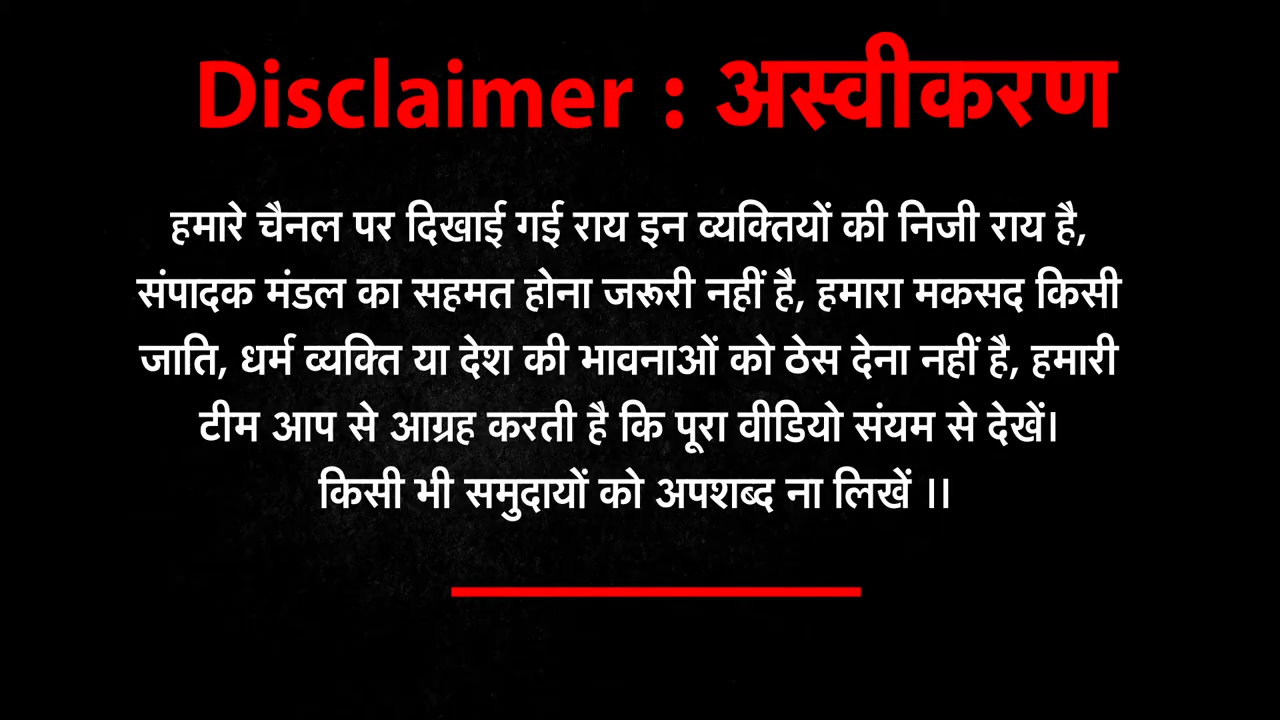 Disclaimer : अस्वीकरण
हमारे चैनल पर दिखाई गई राय इन व्यक्तियों की निजी राय है,
संपादक मंडल का सहमत होना जरूरी नहीं है, हमारा मकसद किसी
जाति, धर्म व्यक्ति या देश की भावनाओं को ठेस देना नहीं है, हमारी
टीम आप से आग्रह करती है कि पूरा वीडियो संयम से देखें।
किसी भी समुदायों को अपशब्द ना लिखें ।।